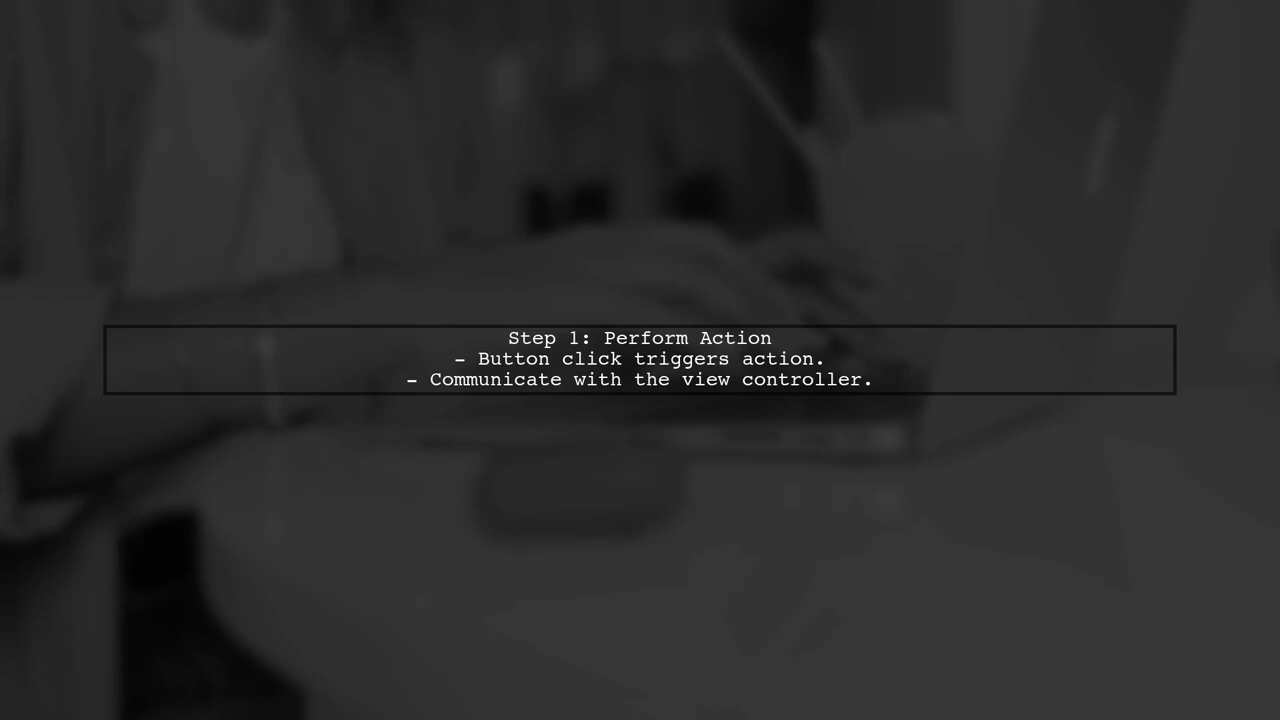 Step 1: Perform Action
- Button click triggers action.
- Communicate with the view controller.